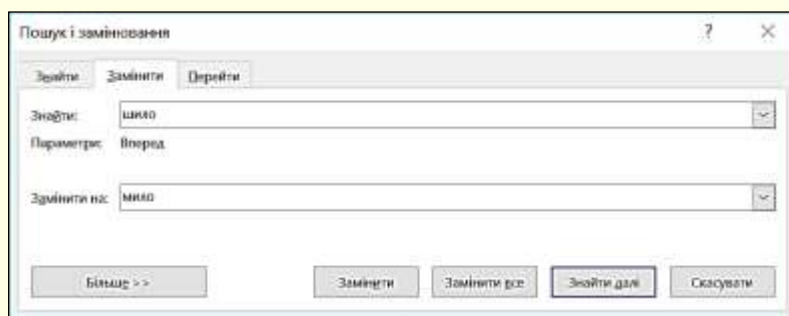 Пошук і замінювання ?
Знайти Замінити Перейти
Знайти: шило
Параметри: Вперед
Замінити на: мило
Більше >> Замінити Замінити все Знайти далі Скасувати